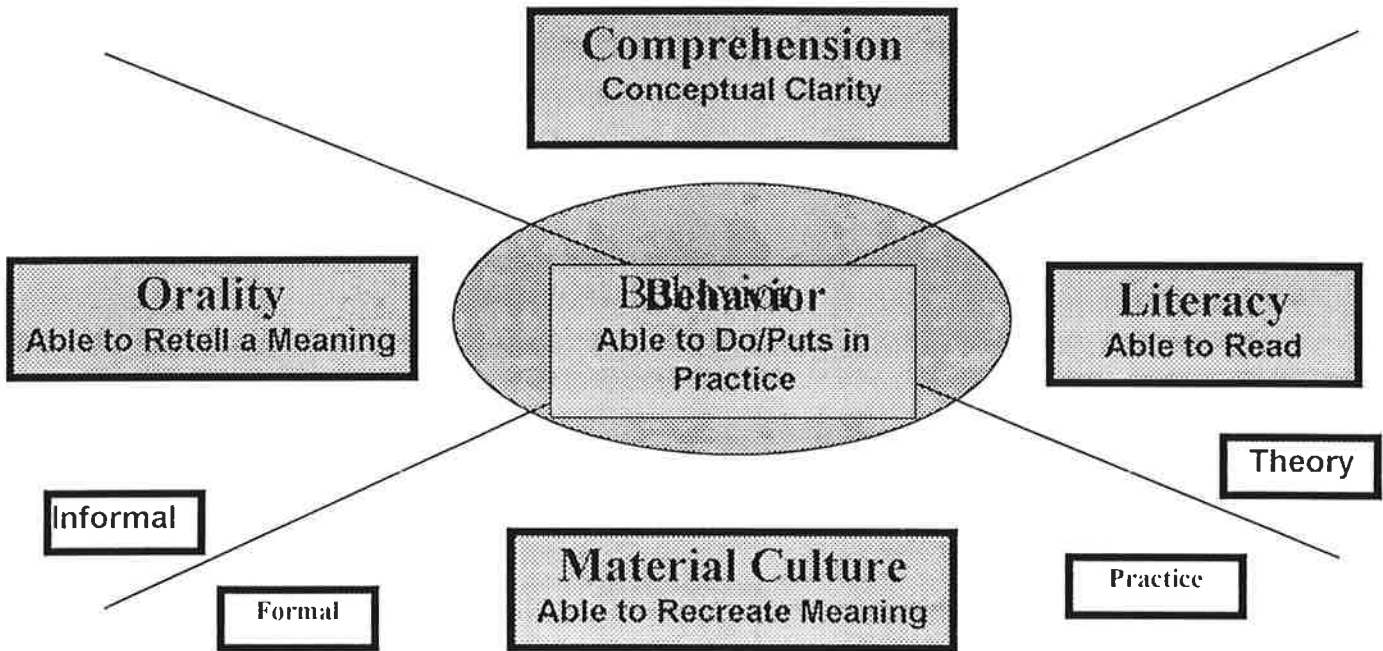 Comprehension
Conceptual Clarity
Orality
Able to Retell a Meaning
Behavior
Able to Do/Puts in
Practice
Literacy
Able to Read
Theory
Informal
Material Culture
Able to Recreate Meaning
Practice
Formal